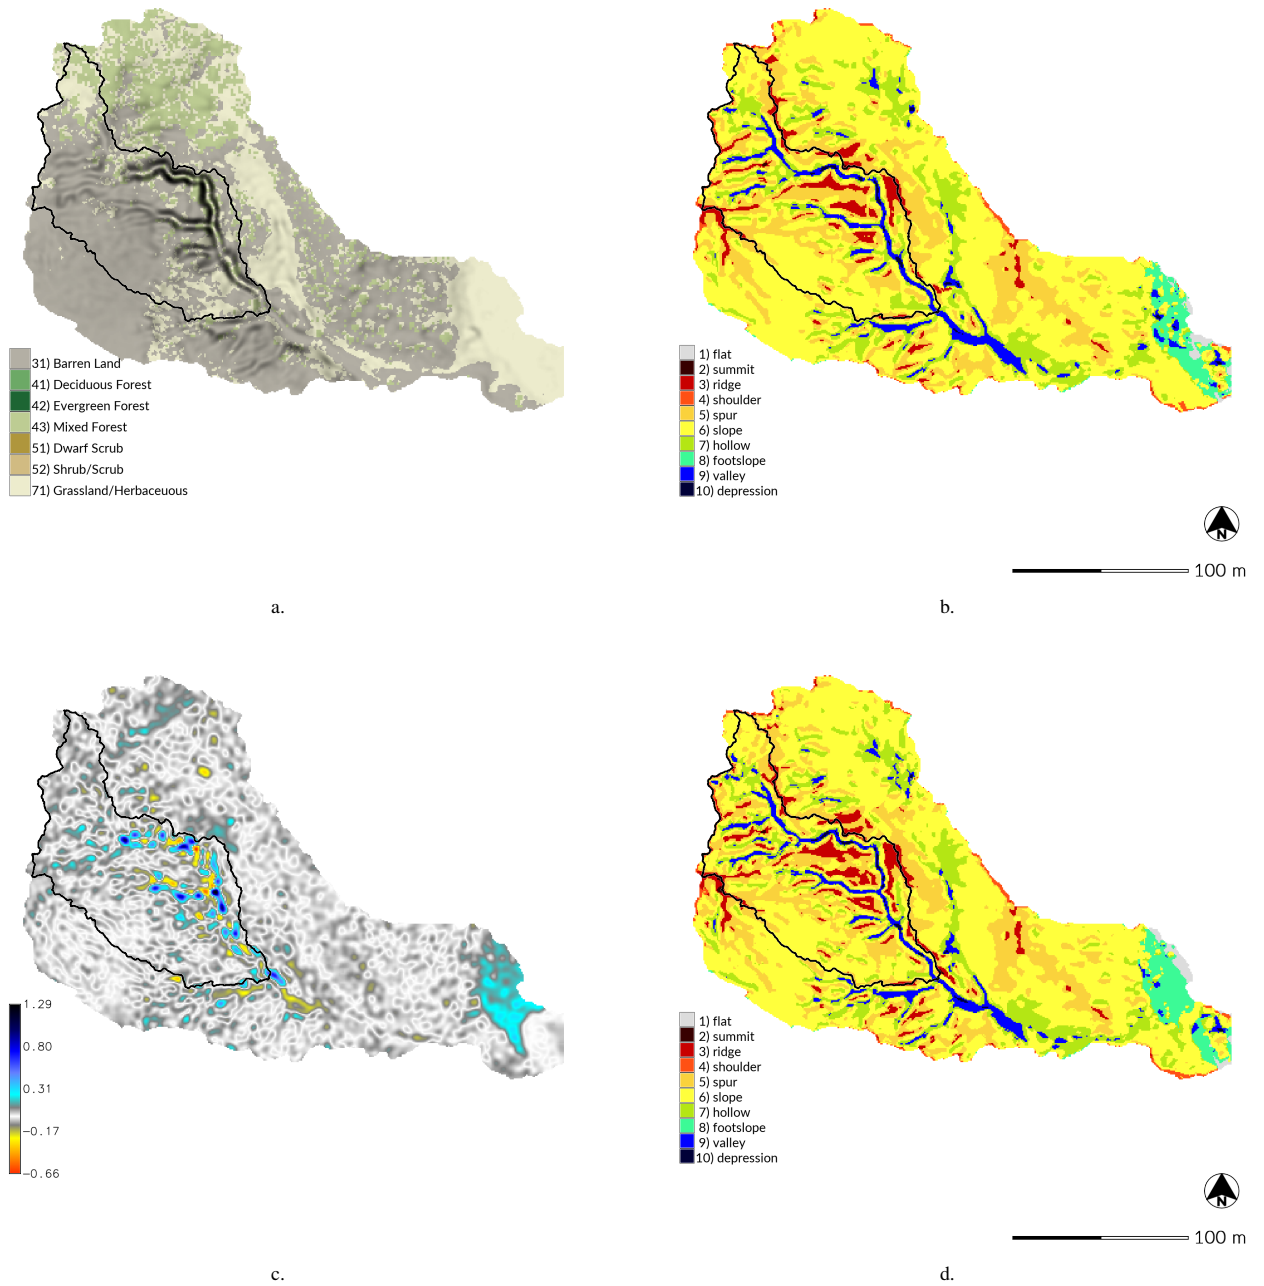 31) Barren Land
41) Deciduous Forest
42) Evergreen Forest
43) Mixed Forest
51) Dwarf Scrub
52) Shrub/Scrub
71) Grassland/Herbaceuous
a.
1) flat
2) summit
3) ridge
4) shoulder
5) spur
6) slope
7) hollow
8) footslope
9) valley
10) depression
N
100 m
b.
1.29
0.80
0.31
-0.17
-0.66
c.
1) flat
2) summit
3) ridge
4) shoulder
5) spur
6) slope
7) hollow
8) footslope
9) valley
10) depression
N
100 m
d.